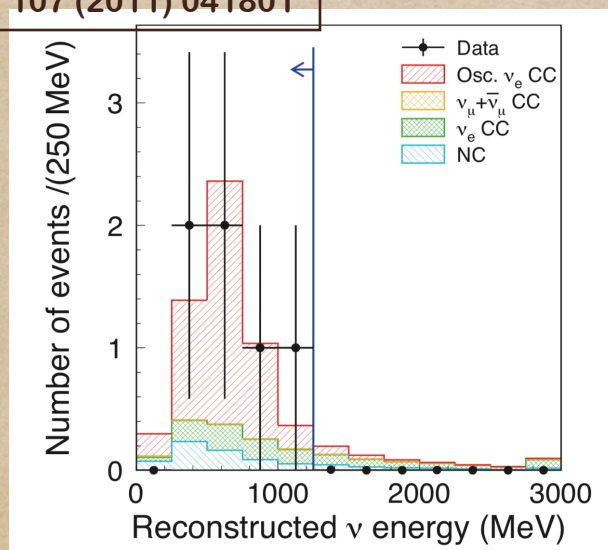 107 (2011) 041801
Data
Osc. νe CC
νμ+ν̅μ CC
νe CC
NC
3
2
1
0
Number of events /(250 MeV)
0 1000 2000 3000
Reconstructed ν energy (MeV)